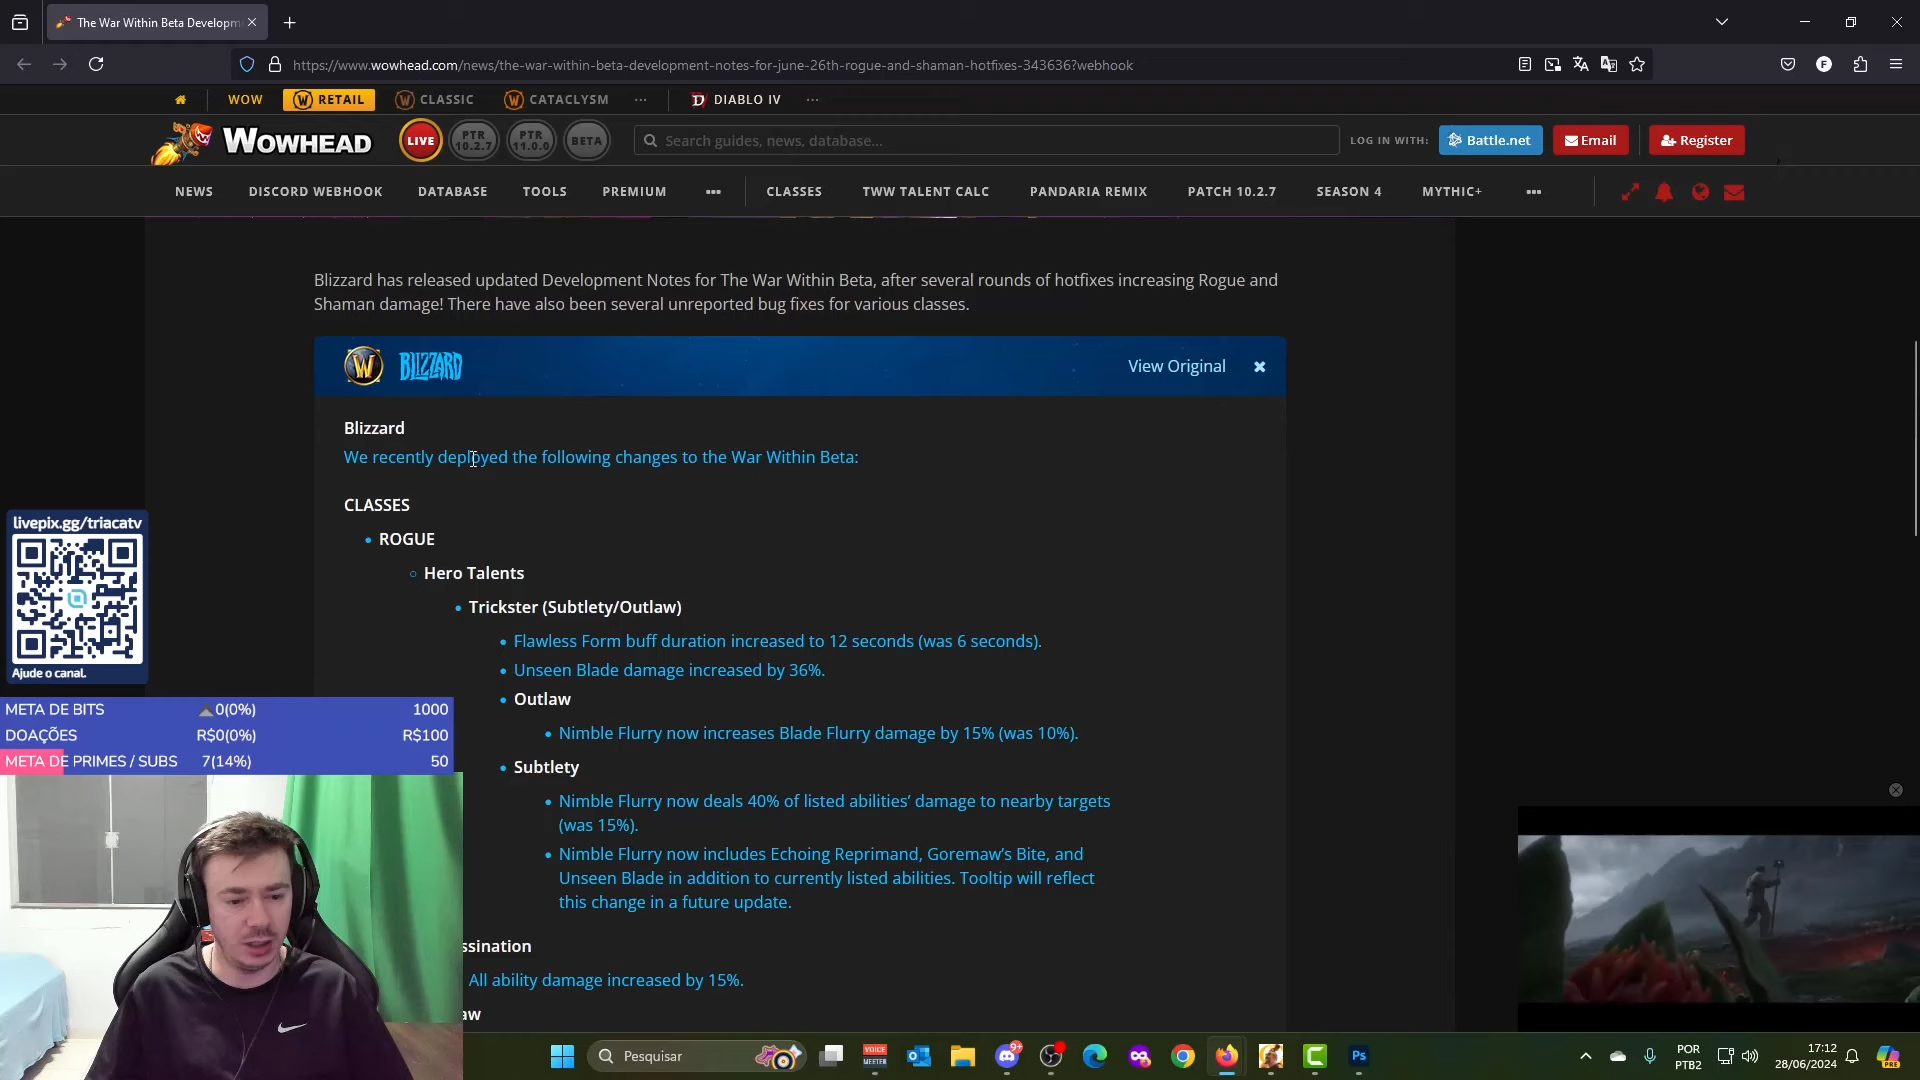 The War Within Beta Developm
https://www.wowhead.com/news/the-war-within-beta-development-notes-for-june-26th-rogue-and-shaman-hotfixes-343636?webhook
WOW RETAIL CLASSIC CATACLYSM ... DIABLO IV ...
WOWHEAD LIVE PTR 10.2.7 PTR 11.0.0 BETA Search guides, news, database... LOG IN WITH: Battle.net Email Register
NEWS DISCORD WEBHOOK DATABASE TOOLS PREMIUM ... CLASSES TWW TALENT CALC PANDARIA REMIX PATCH 10.2.7 SEASON 4 MYTHIC+ ...
Blizzard has released updated Development Notes for The War Within Beta, after several rounds of hotfixes increasing Rogue and
Shaman damage! There have also been several unreported bug fixes for various classes.
BLIZZARD View Original
Blizzard
We recently deployed the following changes to the War Within Beta:
CLASSES
ROGUE
Hero Talents
Trickster (Subtlety/Outlaw)
Flawless Form buff duration increased to 12 seconds (was 6 seconds).
Unseen Blade damage increased by 36%.
Outlaw
Nimble Flurry now increases Blade Flurry damage by 15% (was 10%).
Subtlety
Nimble Flurry now deals 40% of listed abilities’ damage to nearby targets
(was 15%).
Nimble Flurry now includes Echoing Reprimand, Goremaw’s Bite, and
Unseen Blade in addition to currently listed abilities. Tooltip will reflect
this change in a future update.
ssination
All ability damage increased by 15%.
aw
livepix.gg/triacatv
Ajude o canal.
META DE BITS 0(0%) 1000
DOAÇÕES R$0(0%) R$100
META DE PRIMES / SUBS 7(14%) 50
Pesquisar
VOICE MEETER
9+
Ps
POR
PTB2
17:12
28/06/2024
PRE